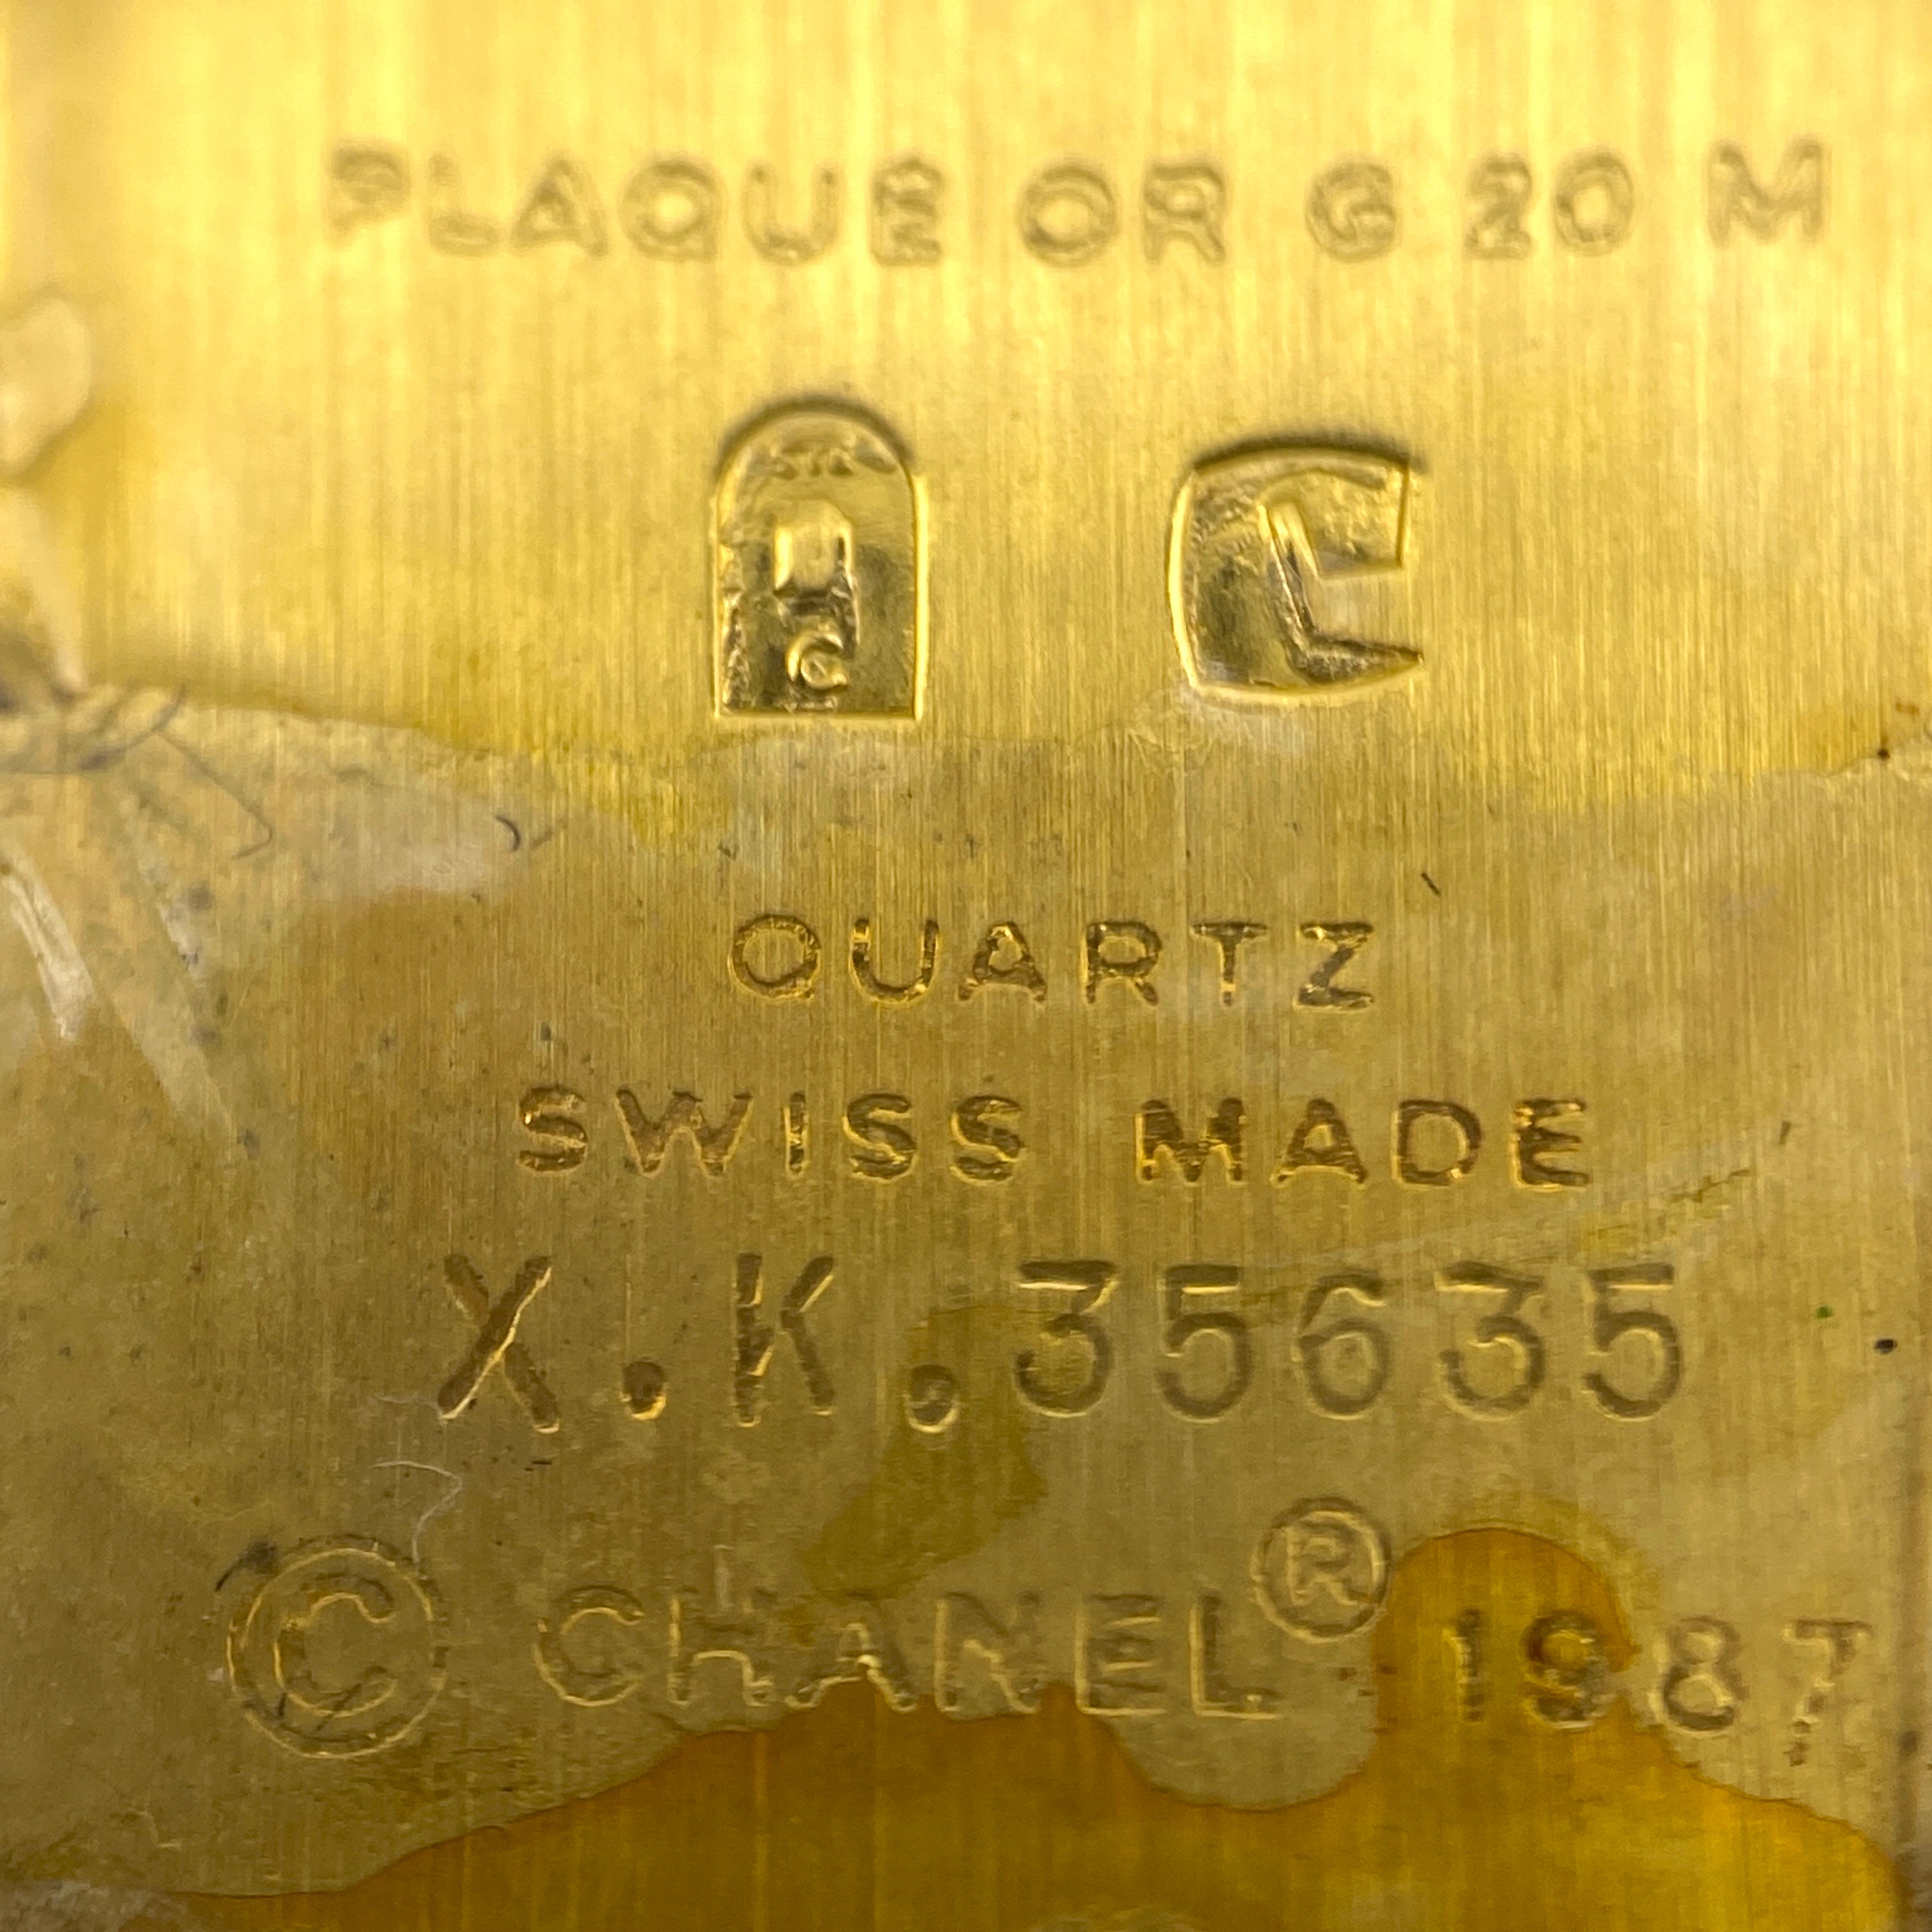 PLAQUE OR G 20 M
QUARTZ
SWISS MADE
X.K.35635
© CHANEL® 1987